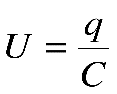 U = q/C